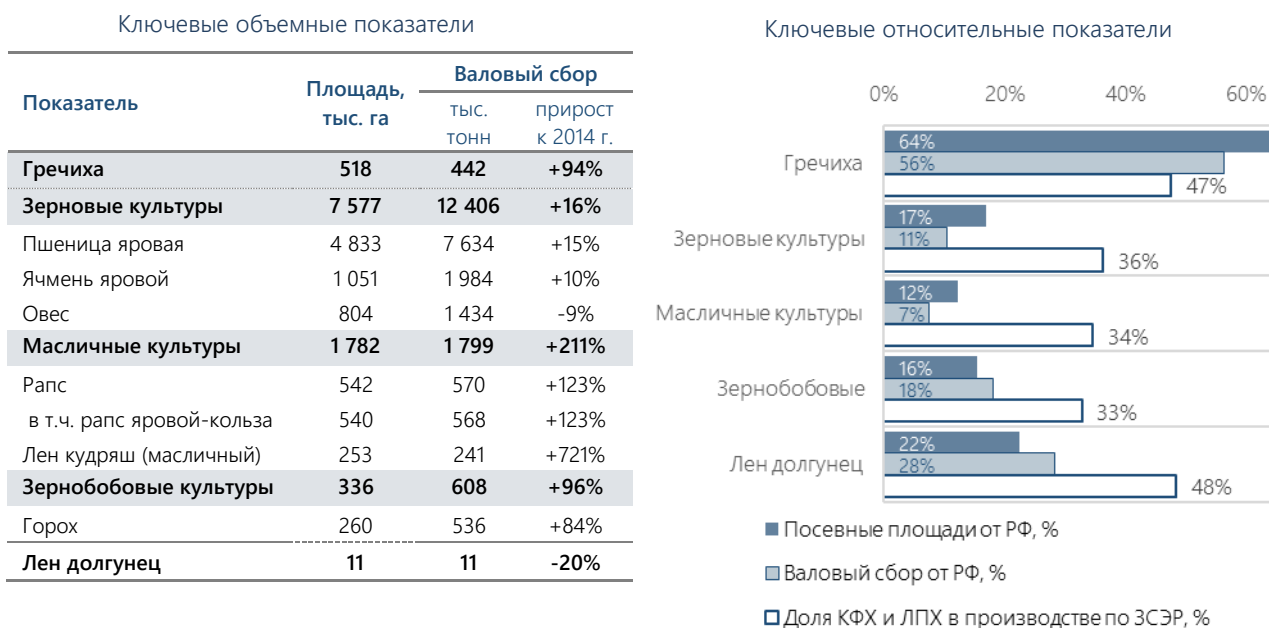 Ключевые объемные показатели
Показатель
Площадь,
тыс. га
Валовый сбор
тыс.
тонн
прирост
к 2014 г.
Гречиха 518 442 +94%
Зерновые культуры 7 577 12 406 +16%
Пшеница яровая 4 833 7 634 +15%
Ячмень яровой 1 051 1 984 +10%
Овес 804 1 434 -9%
Масличные культуры 1 782 1 799 +211%
Рапс 542 570 +123%
в т.ч. рапс яровой-кользa 540 568 +123%
Лен кудряш (масличный) 253 241 +721%
Зернобобовые культуры 336 608 +96%
Горох 260 536 +84%
Лен долгунец 11 11 -20%
Ключевые относительные показатели
0% 20% 40% 60%
Гречиха
64%
56%
47%
Зерновые культуры
17%
11%
36%
Масличные культуры
12%
7%
34%
Зернобобовые
16%
18%
33%
Лен долгунец
22%
28%
48%
Посевные площади от РФ, %
Валовый сбор от РФ, %
Доля КФХ и ЛПХ в производстве по ЗСЭР, %